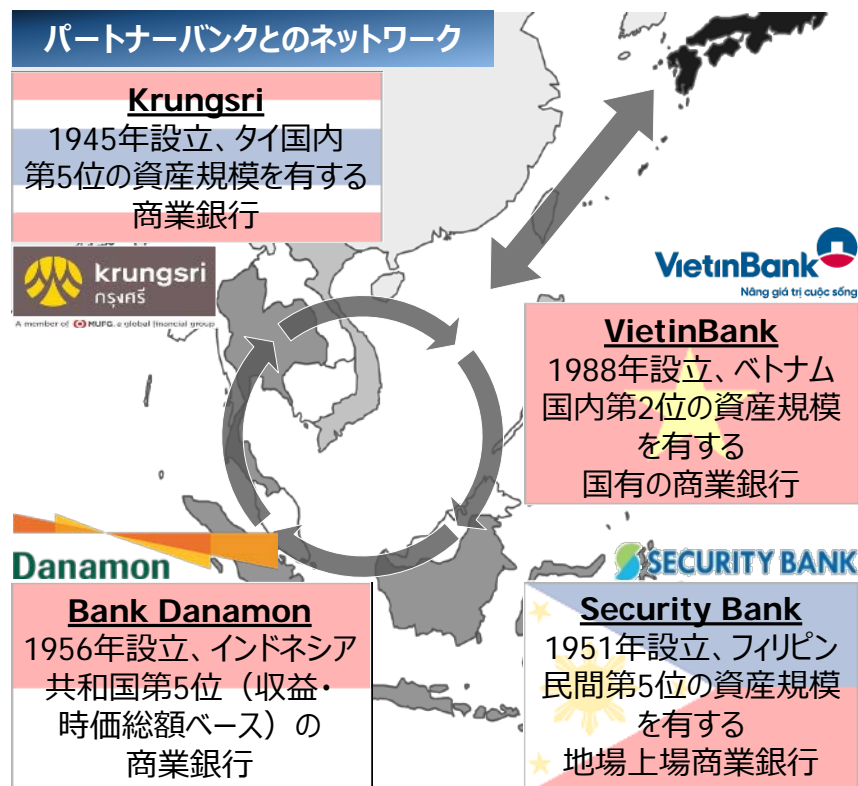 パートナーバンクとのネットワーク
Krungsri
1945年設立、タイ国内
第5位の資産規模を有する
商業銀行
krungsri
กรุงศรี
A member of MUFG, a global financial group
VietinBank
Nâng giá trị cuộc sống
VietinBank
1988年設立、ベトナム
国内第2位の資産規模
を有する
国有の商業銀行
Danamon
Bank Danamon
1956年設立、インドネシア
共和国第5位（収益・
時価総額ベース）の
商業銀行
SECURITY BANK
Security Bank
1951年設立、フィリピン
民間第5位の資産規模
を有する
地場上場商業銀行